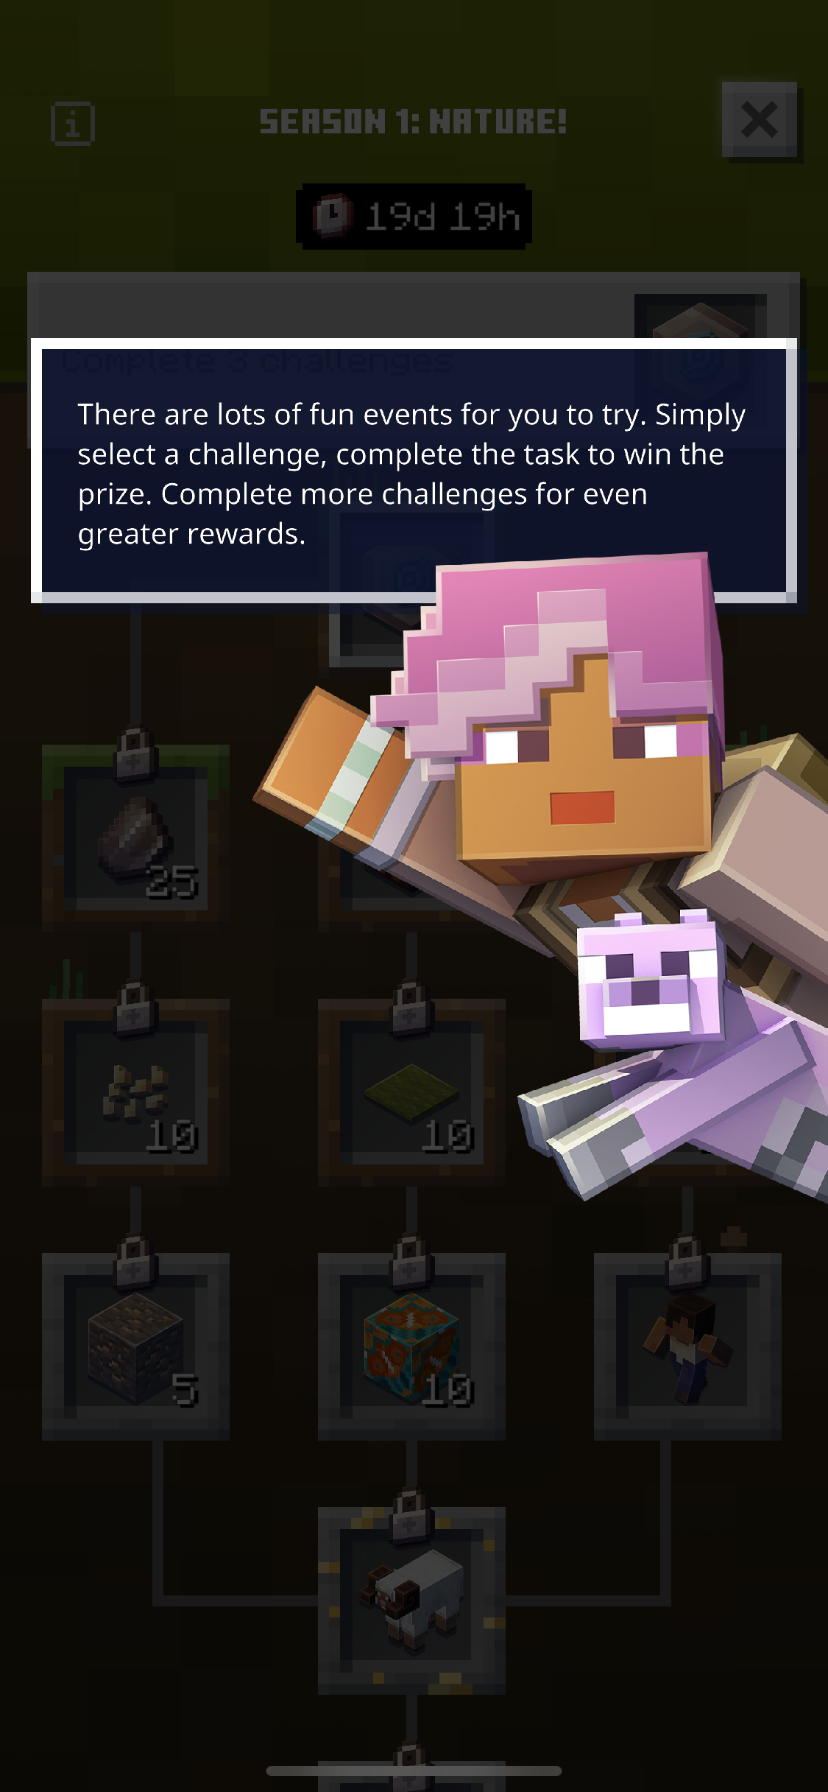 SEASON 1: NATURE!
19d 19h
Complete 3 challenges
There are lots of fun events for you to try. Simply
select a challenge, complete the task to win the
prize. Complete more challenges for even
greater rewards.
25
10
10
5
10